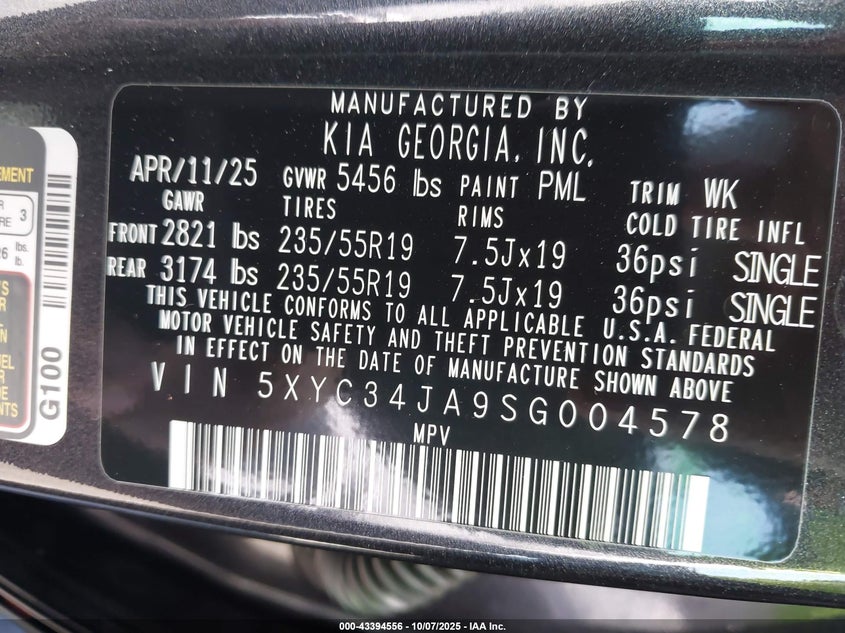 MANUFACTURED BY
KIA GEORGIA, INC.
APR/11/25 GVWR 5456 lbs PAINT PML TRIM WK
GAWR TIRES RIMS COLD TIRE INFL
FRONT 2821 lbs 235/55R19 7.5Jx19 36psi SINGLE
REAR 3174 lbs 235/55R19 7.5Jx19 36psi SINGLE
THIS VEHICLE CONFORMS TO ALL APPLICABLE U.S.A. FEDERAL
MOTOR VEHICLE SAFETY AND THEFT PREVENTION STANDARDS
IN EFFECT ON THE DATE OF MANUFACTURE SHOWN ABOVE
VIN 5XYC34JA9SG004578
MPV
3
lbs.
lb.
G100
000-43394556 - 10/07/2025 - IAA Inc.